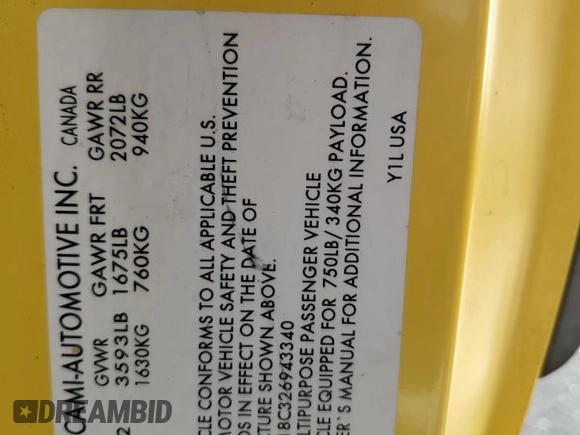 CAMI-AUTOMOTIVE INC. CANADA
GVWR GAWR FRT GAWR RR
3593LB 1675LB 2072LB
1630KG 760KG 940KG
CLE CONFORMS TO ALL APPLICABLE U.S.
MOTOR VEHICLE SAFETY AND THEFT PREVENTION
DS IN EFFECT ON THE DATE OF
CTURE SHOWN ABOVE.
18C326943340
LTIPURPOSE PASSENGER VEHICLE
CLE EQUIPPED FOR 750LB/ 340KG PAYLOAD.
ER'S MANUAL FOR ADDITIONAL INFORMATION.
Y1L USA
DREAMBID